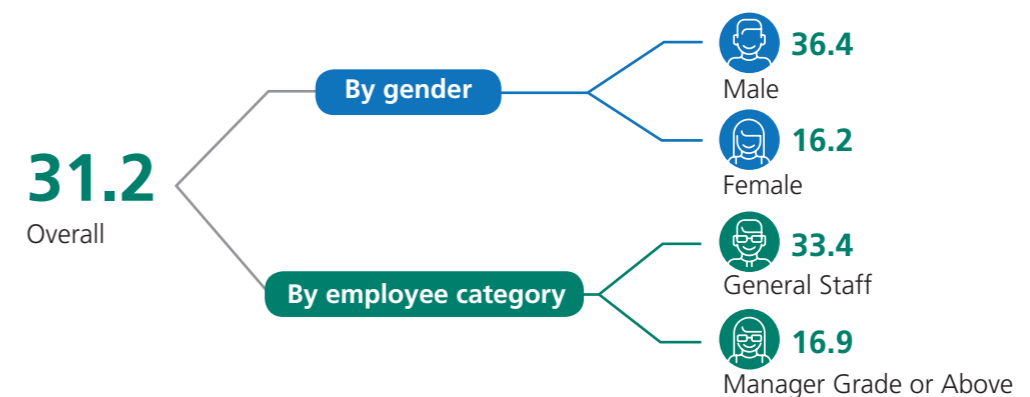 31.2
Overall
By gender
36.4
Male
16.2
Female
By employee category
33.4
General Staff
16.9
Manager Grade or Above